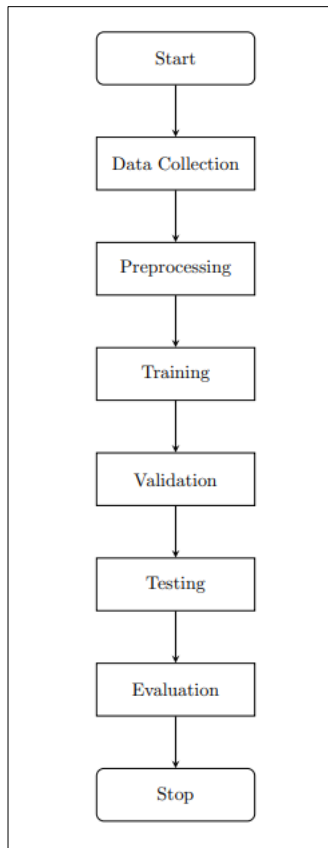 Start
Data Collection
Preprocessing
Training
Validation
Testing
Evaluation
Stop